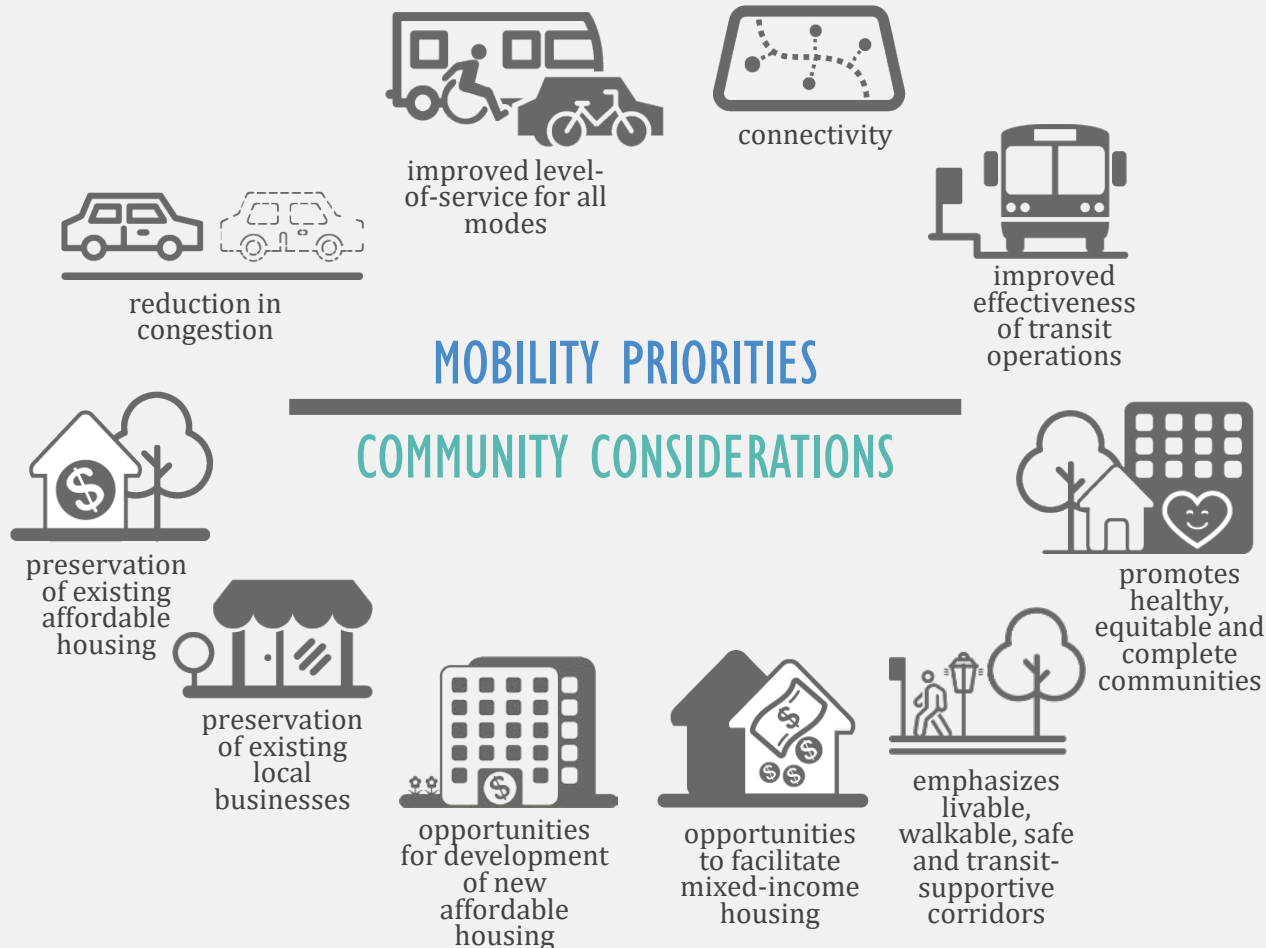 improved level-
of-service for all
modes
connectivity
reduction in
congestion
improved
effectiveness
of transit
operations
MOBILITY PRIORITIES
COMMUNITY CONSIDERATIONS
$
preservation
of existing
affordable
housing
preservation
of existing
local
businesses
$
opportunities
for development
of new
affordable
housing
$
$
$ $
opportunities
to facilitate
mixed-income
housing
emphasizes
livable,
walkable, safe
and transit-
supportive
corridors
promotes
healthy,
equitable and
complete
communities